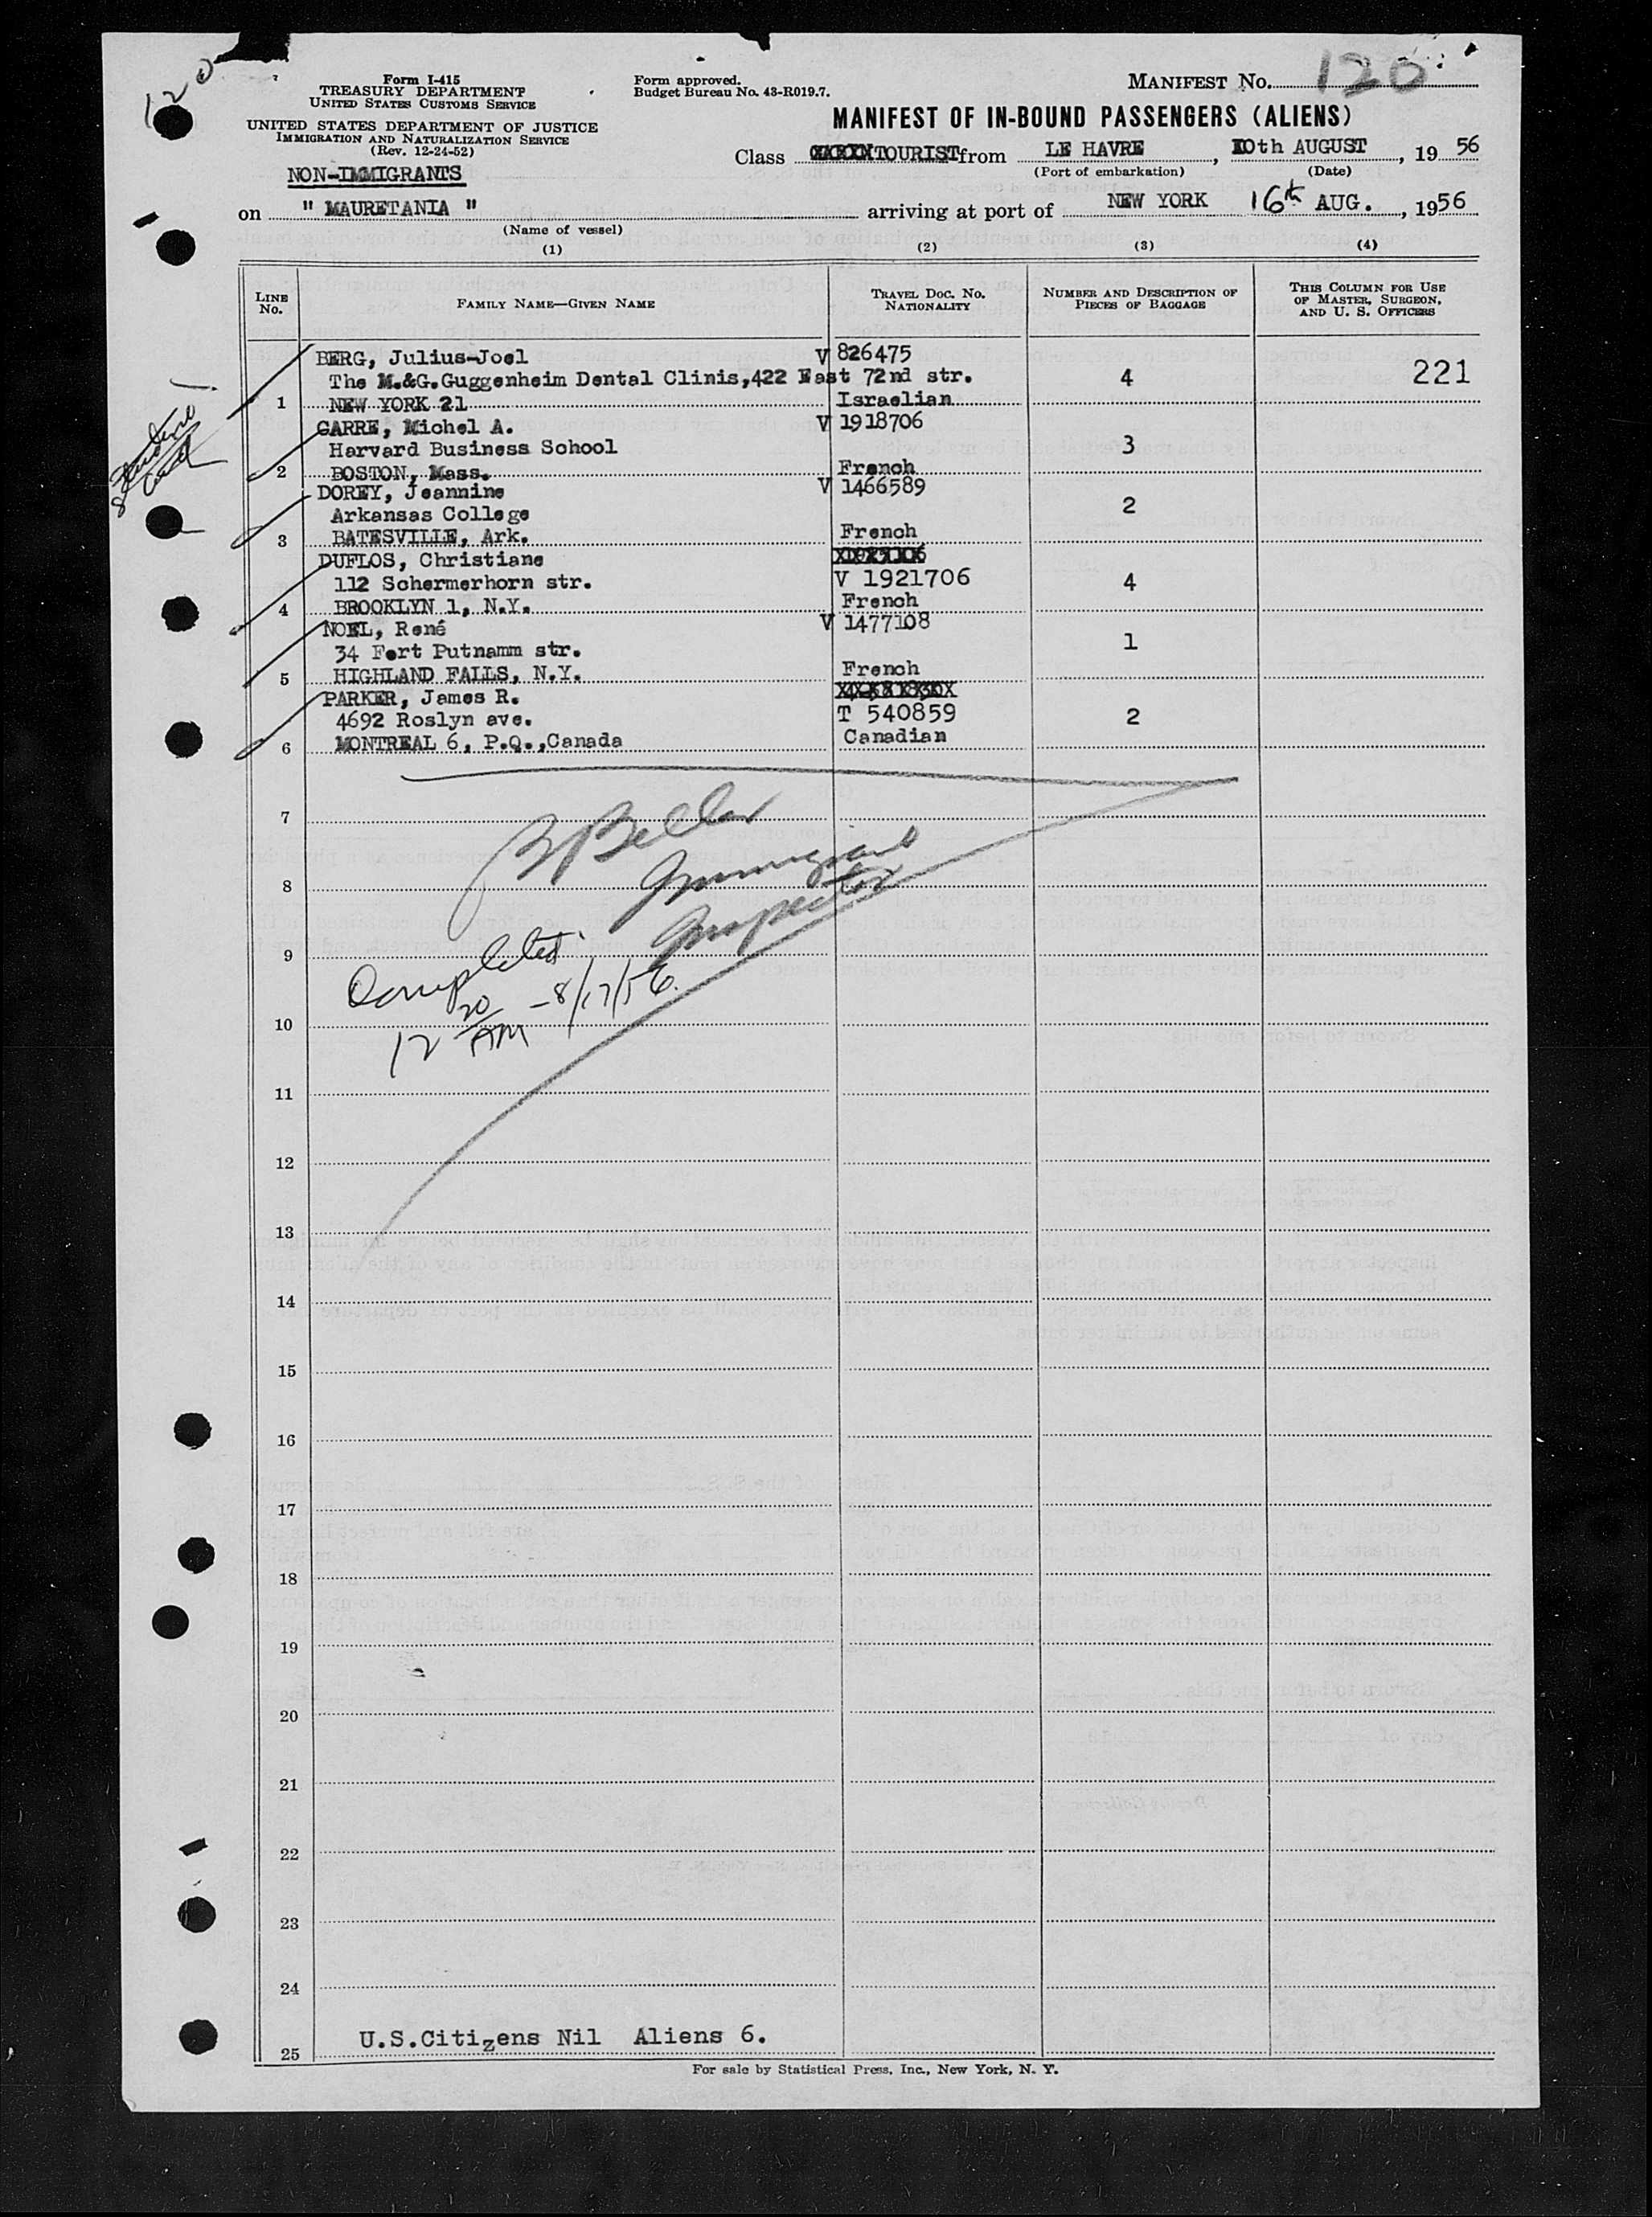 120
Form I-415
TREASURY DEPARTMENT
UNITED STATES CUSTOMS SERVICE
UNITED STATES DEPARTMENT OF JUSTICE
IMMIGRATION AND NATURALIZATION SERVICE
(Rev. 12-24-52)
Form approved.
Budget Bureau No. 43-R019.7.
MANIFEST NO. 120
MANIFEST OF IN-BOUND PASSENGERS (ALIENS)
Class TOURIST from LE HAVRE, 10th AUGUST, 19 56
(Port of embarkation) (Date)
NON-IMMIGRANTS
on " MAURETANIA " arriving at port of NEW YORK 16th AUG., 1956
(Name of vessel)
(1) (2) (3) (4)
LINE No. FAMILY NAME—GIVEN NAME TRAVEL DOC. NO. NATIONALITY NUMBER AND DESCRIPTION OF PIECES OF BAGGAGE THIS COLUMN FOR USE OF MASTER, SURGEON, AND U. S. OFFICERS
BERG, Julius-Joel V 826475
The M.&G.Guggenheim Dental Clinis,422 East 72nd str. 4 221
1 NEW YORK 21 Israelian
GARRE, Michel A. V 1918706
Harvard Business School 3
2 BOSTON, Mass. French
DOREY, Jeannine V 1466589
Arkansas College 2
3 BATESVILLE, Ark. French
DUFLOS, Christiane
112 Schermerhorn str. V 1921706 4
4 BROOKLYN 1, N.Y. French
NOEL, René V 1477108
34 Fort Putnamm str. 1
5 HIGHLAND FALLS, N.Y. French
PARKER, James R.
4692 Roslyn ave. T 540859 2
6 MONTREAL 6, P.Q.,Canada Canadian
7
8 Immigrant
9 Inspector
Completed
10 12 20 AM -8/17/56.
11
12
13
14
15
16
17
18
19
20
21
22
23
24
25 U.S.Citizens Nil Aliens 6.
For sale by Statistical Press, Inc., New York, N. Y.